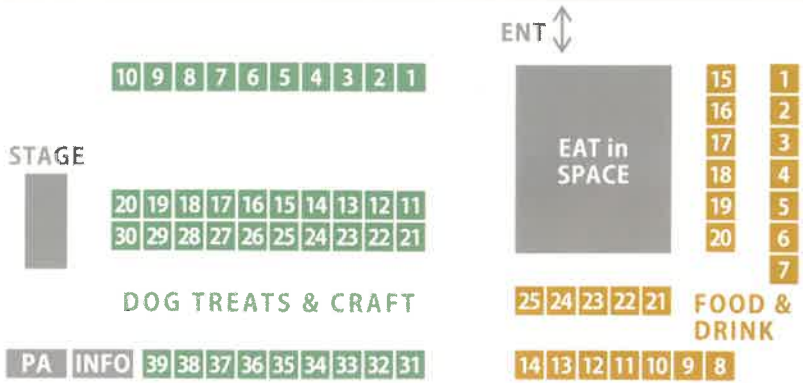 ENT
10 9 8 7 6 5 4 3 2 1
15 1
16 2
17 3
18 4
19 5
20 6
7
EAT in
SPACE
STAGE
20 19 18 17 16 15 14 13 12 11
30 29 28 27 26 25 24 23 22 21
DOG TREATS & CRAFT
25 24 23 22 21
FOOD &
DRINK
PA INFO 39 38 37 36 35 34 33 32 31
14 13 12 11 10 9 8